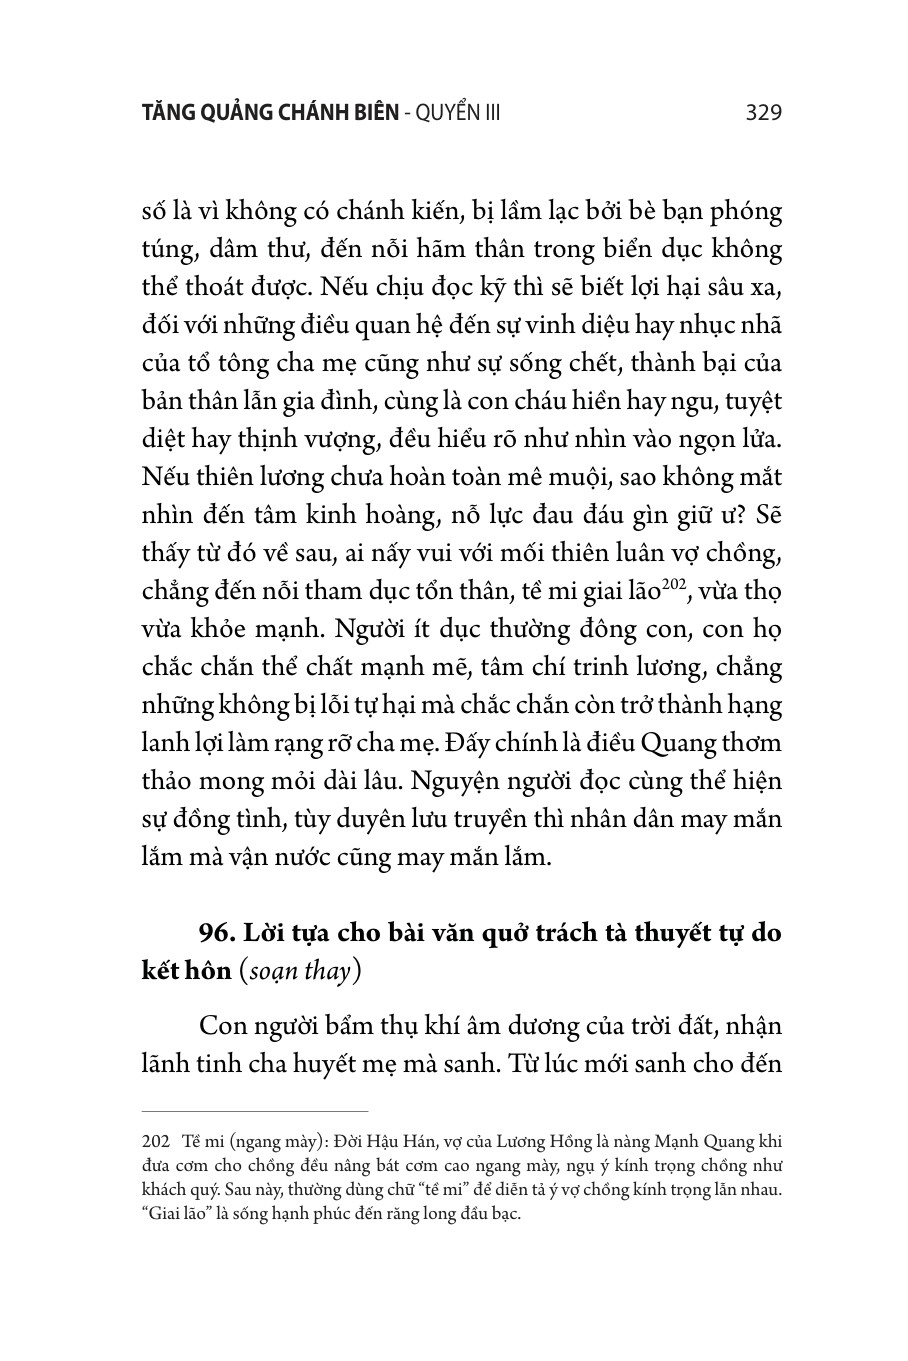 TĂNG QUẢNG CHÁNH BIÊN - QUYỂN III 329
số là vì không có chánh kiến, bị lầm lạc bởi bè bạn phóng
túng, dâm thư, đến nỗi hãm thân trong biển dục không
thể thoát được. Nếu chịu đọc kỹ thì sẽ biết lợi hại sâu xa,
đối với những điều quan hệ đến sự vinh diệu hay nhục nhã
của tổ tông cha mẹ cũng như sự sống chết, thành bại của
bản thân lẫn gia đình, cùng là con cháu hiền hay ngu, tuyệt
diệt hay thịnh vượng, đều hiểu rõ như nhìn vào ngọn lửa.
Nếu thiên lương chưa hoàn toàn mê muội, sao không mắt
nhìn đến tâm kinh hoàng, nỗ lực đau đáu gìn giữ ư? Sẽ
thấy từ đó về sau, ai nấy vui với mối thiên luân vợ chồng,
chẳng đến nỗi tham dục tổn thân, tề mi giai lão202, vừa thọ
vừa khỏe mạnh. Người ít dục thường đông con, con họ
chắc chắn thể chất mạnh mẽ, tâm chí trinh lương, chẳng
những không bị lỗi tự hại mà chắc chắn còn trở thành hạng
lanh lợi làm rạng rỡ cha mẹ. Đấy chính là điều Quang thơm
thảo mong mỏi dài lâu. Nguyện người đọc cùng thể hiện
sự đồng tình, tùy duyên lưu truyền thì nhân dân may mắn
lắm mà vận nước cũng may mắn lắm.
96. Lời tựa cho bài văn quở trách tà thuyết tự do
kết hôn (soạn thay)
Con người bẩm thụ khí âm dương của trời đất, nhận
lãnh tinh cha huyết mẹ mà sanh. Từ lúc mới sanh cho đến
202 Tề mi (ngang mày): Đời Hậu Hán, vợ của Lương Hồng là nàng Mạnh Quang khi
đưa cơm cho chồng đều nâng bát cơm cao ngang mày, ngụ ý kính trọng chồng như
khách quý. Sau này, thường dùng chữ “tề mi” để diễn tả ý vợ chồng kính trọng lẫn nhau.
“Giai lão” là sống hạnh phúc đến răng long đầu bạc.